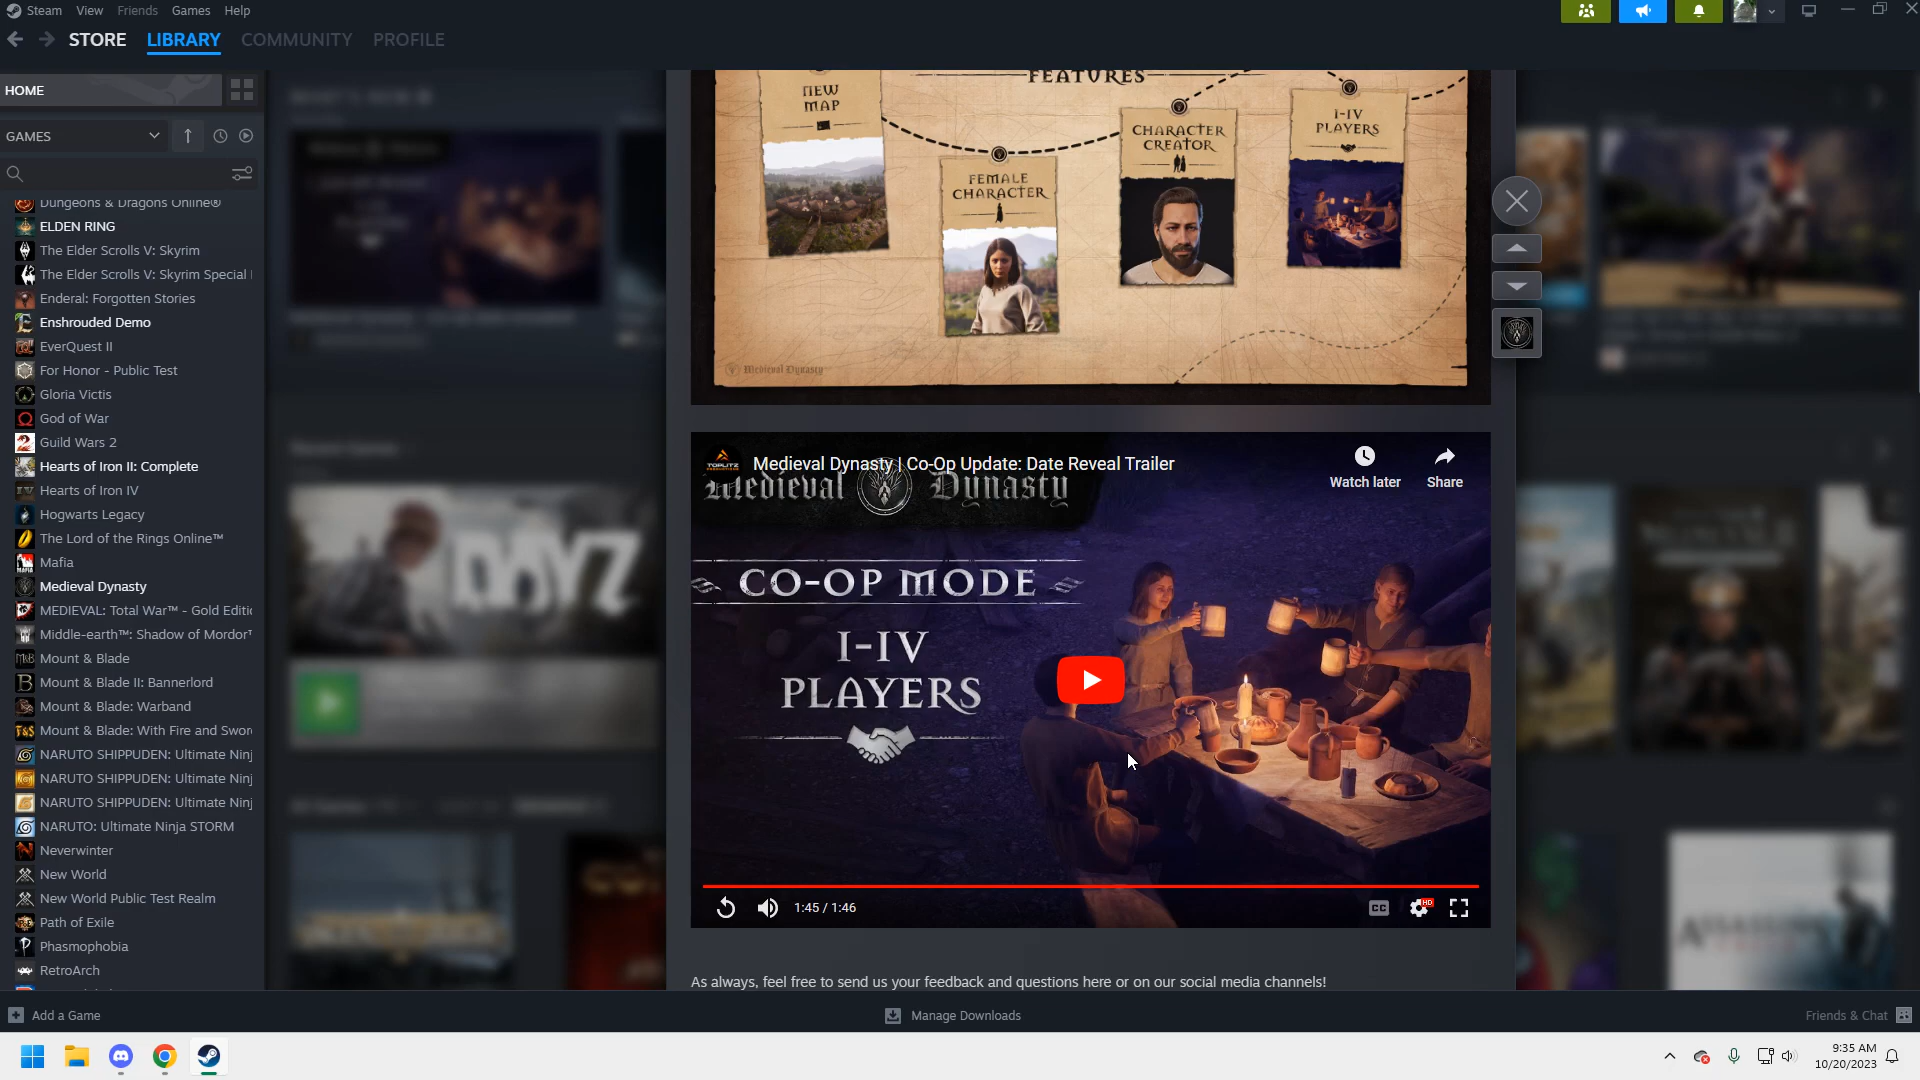 Steam View Friends Games Help
STORE LIBRARY COMMUNITY PROFILE
HOME
GAMES
Dungeons & Dragons Online®
ELDEN RING
The Elder Scrolls V: Skyrim
The Elder Scrolls V: Skyrim Special
Enderal: Forgotten Stories
Enshrouded Demo
EverQuest II
For Honor - Public Test
Gloria Victis
God of War
Guild Wars 2
Hearts of Iron II: Complete
Hearts of Iron IV
Hogwarts Legacy
The Lord of the Rings Online™
Mafia
Medieval Dynasty
MEDIEVAL: Total War™ - Gold Editi
Middle-earth™: Shadow of Mordor™
Mount & Blade
Mount & Blade II: Bannerlord
Mount & Blade: Warband
Mount & Blade: With Fire and Swor
NARUTO SHIPPUDEN: Ultimate Ninj
NARUTO SHIPPUDEN: Ultimate Ninj
NARUTO SHIPPUDEN: Ultimate Ninj
NARUTO: Ultimate Ninja STORM
Neverwinter
New World
New World Public Test Realm
Path of Exile
Phasmophobia
RetroArch
FEATURES
NEW
MAP
FEMALE
CHARACTER
CHARACTER
CREATOR
I-IV
PLAYERS
Medieval Dynasty
DAYZ
TOPLITZ
PRODUCTIONS
Medieval Dynasty | Co-Op Update: Date Reveal Trailer
Watch later
Share
Medieval Dynasty
CO-OP MODE
I-IV
PLAYERS
1:45 / 1:46
CC
HD
As always, feel free to send us your feedback and questions here or on our social media channels!
Add a Game
Manage Downloads
Friends & Chat
9:35 AM
10/20/2023